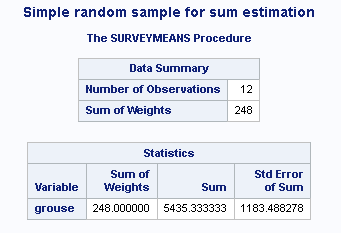 Simple random sample for sum estimation
The SURVEYMEANS Procedure
Data Summary
Number of Observations 12
Sum of Weights 248
Statistics
Variable Sum of Weights Sum Std Error of Sum
grouse 248.000000 5435.333333 1183.488278